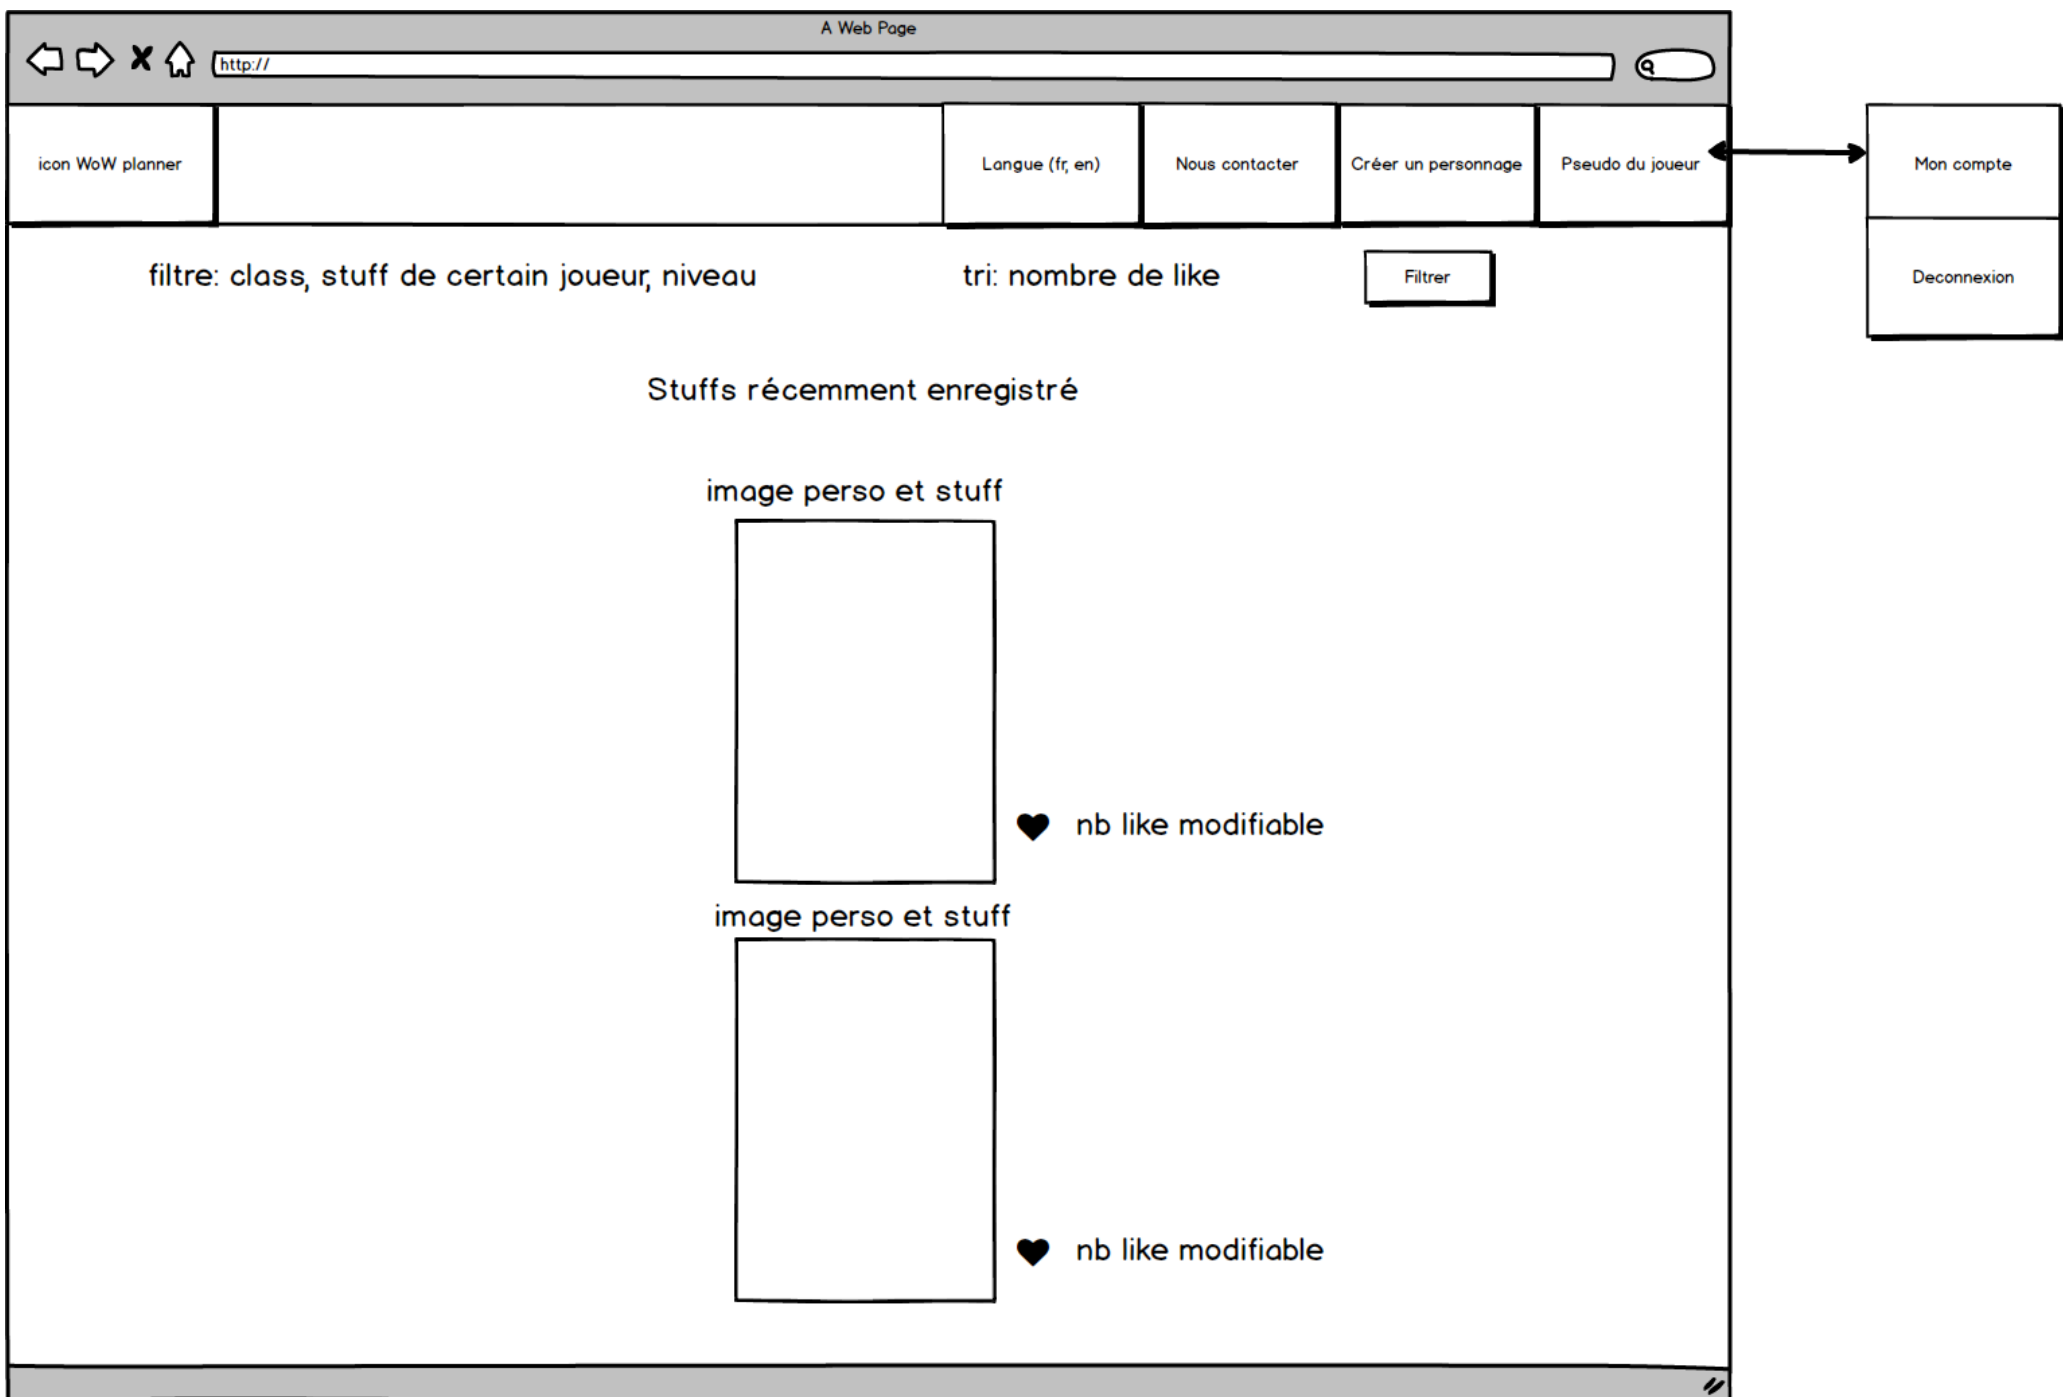 A Web Page
http://
icon WoW planner
Langue (fr, en)
Nous contacter
Créer un personnage
Pseudo du joueur
Mon compte
Deconnexion
filtre: class, stuff de certain joueur, niveau
tri: nombre de like
Filtrer
Stuffs récemment enregistré
image perso et stuff
nb like modifiable
image perso et stuff
nb like modifiable